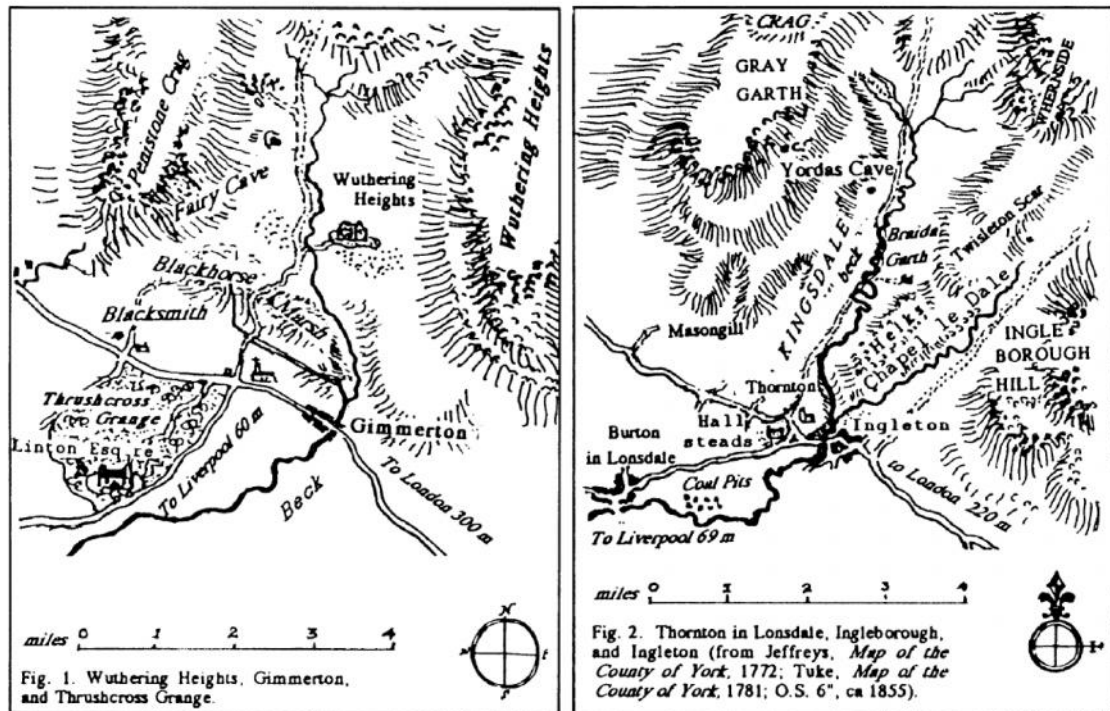 Penistone Crag
Fairy Cave
Wuthering
Heights
Wuthering Heights
Blackhorse
Marsh
Blacksmith
Thrushcross
Grange
Linton Esq.re
Gimmerton
To Liverpool 60 m
Beck
To London 300 m
miles 0 1 2 3 4
N
S
Fig. 1. Wuthering Heights, Gimmerton,
and Thrushcross Grange.
CRAG
GRAY
GARTH
WHERNSIDE
Yordas Cave
KINGSDALE
beck
Braida
Garth
Twisleton Scar
Masongill
Helks
Chapel le Dale
INGLE
BOROUGH
HILL
Thornton
Hall
steads
Ingleton
Burton
in Lonsdale
Coal Pits
to London 220 m
To Liverpool 69 m
miles 0 1 2 3 4
Fig. 2. Thornton in Lonsdale, Ingleborough,
and Ingleton (from Jeffreys, Map of the
County of York, 1772; Tuke, Map of the
County of York, 1781; O.S. 6", ca 1855).